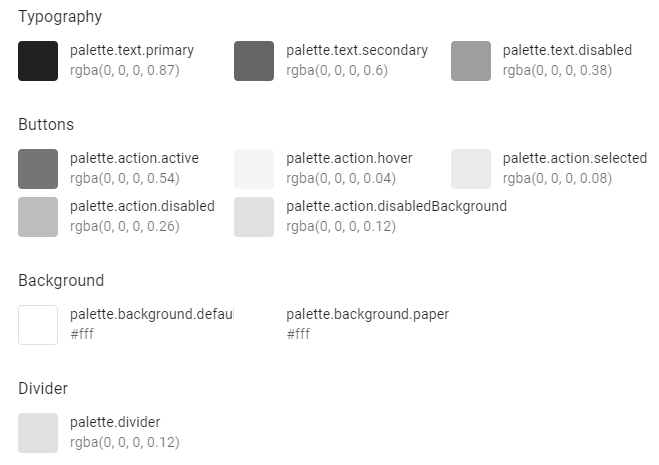 Typography
palette.text.primary palette.text.secondary palette.text.disabled
rgba(0, 0, 0, 0.87) rgba(0, 0, 0, 0.6) rgba(0, 0, 0, 0.38)
Buttons
palette.action.active palette.action.hover palette.action.selected
rgba(0, 0, 0, 0.54) rgba(0, 0, 0, 0.04) rgba(0, 0, 0, 0.08)
palette.action.disabled palette.action.disabledBackground
rgba(0, 0, 0, 0.26) rgba(0, 0, 0, 0.12)
Background
palette.background.defau palette.background.paper
#fff #fff
Divider
palette.divider
rgba(0, 0, 0, 0.12)